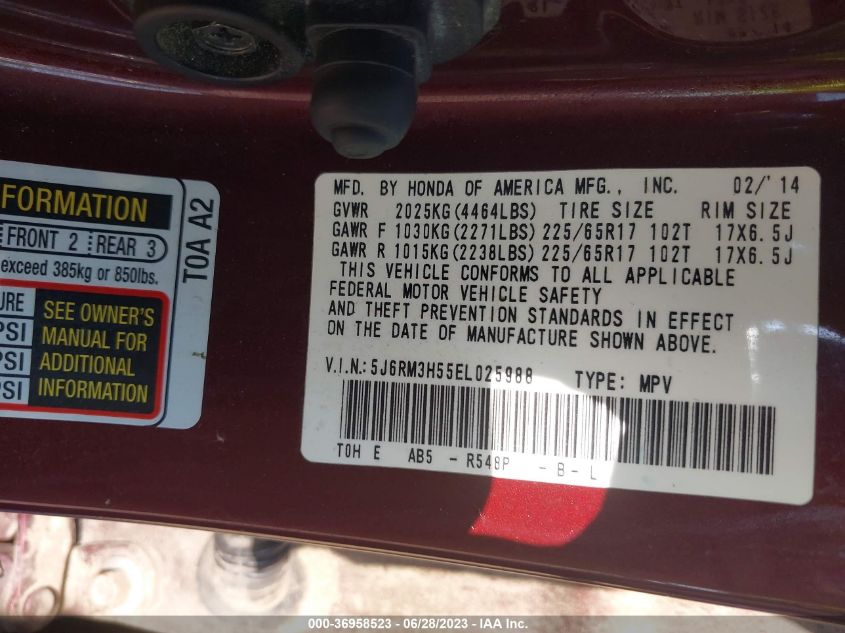 FORMATION
FRONT 2 REAR 3
exceed 385kg or 850lbs.
URE
PSI
PSI
PSI
SEE OWNER'S
MANUAL FOR
ADDITIONAL
INFORMATION
T0A A2
MFD. BY HONDA OF AMERICA MFG., INC. 02/'14
GVWR 2025KG(4464LBS) TIRE SIZE RIM SIZE
GAWR F 1030KG(2271LBS) 225/65R17 102T 17X6.5J
GAWR R 1015KG(2238LBS) 225/65R17 102T 17X6.5J
THIS VEHICLE CONFORMS TO ALL APPLICABLE
FEDERAL MOTOR VEHICLE SAFETY
AND THEFT PREVENTION STANDARDS IN EFFECT
ON THE DATE OF MANUFACTURE SHOWN ABOVE.
V.I.N.: 5J6RM3H55EL025988 TYPE: MPV
T0H E AB5 - R548P - B - L
000-36958523 - 06/28/2023 - IAA Inc.